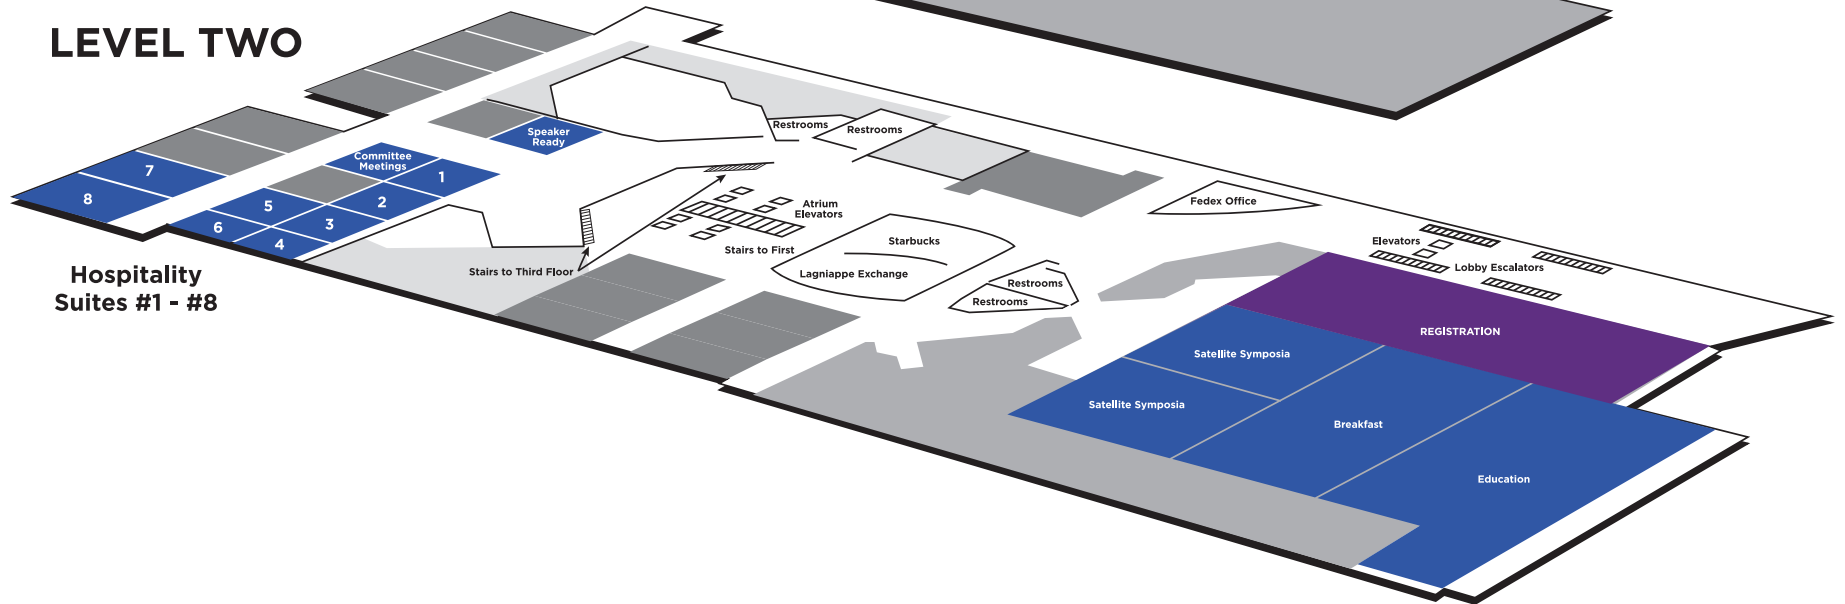 LEVEL TWO
Speaker
Ready
Restrooms
Restrooms
Committee
Meetings
7
8
1
2
3
4
5
6
Hospitality
Suites #1 - #8
Atrium
Elevators
Stairs to First
Stairs to Third Floor
Starbucks
Lagniappe Exchange
Restrooms
Restrooms
Fedex Office
Elevators
Lobby Escalators
REGISTRATION
Satellite Symposia
Satellite Symposia
Breakfast
Education